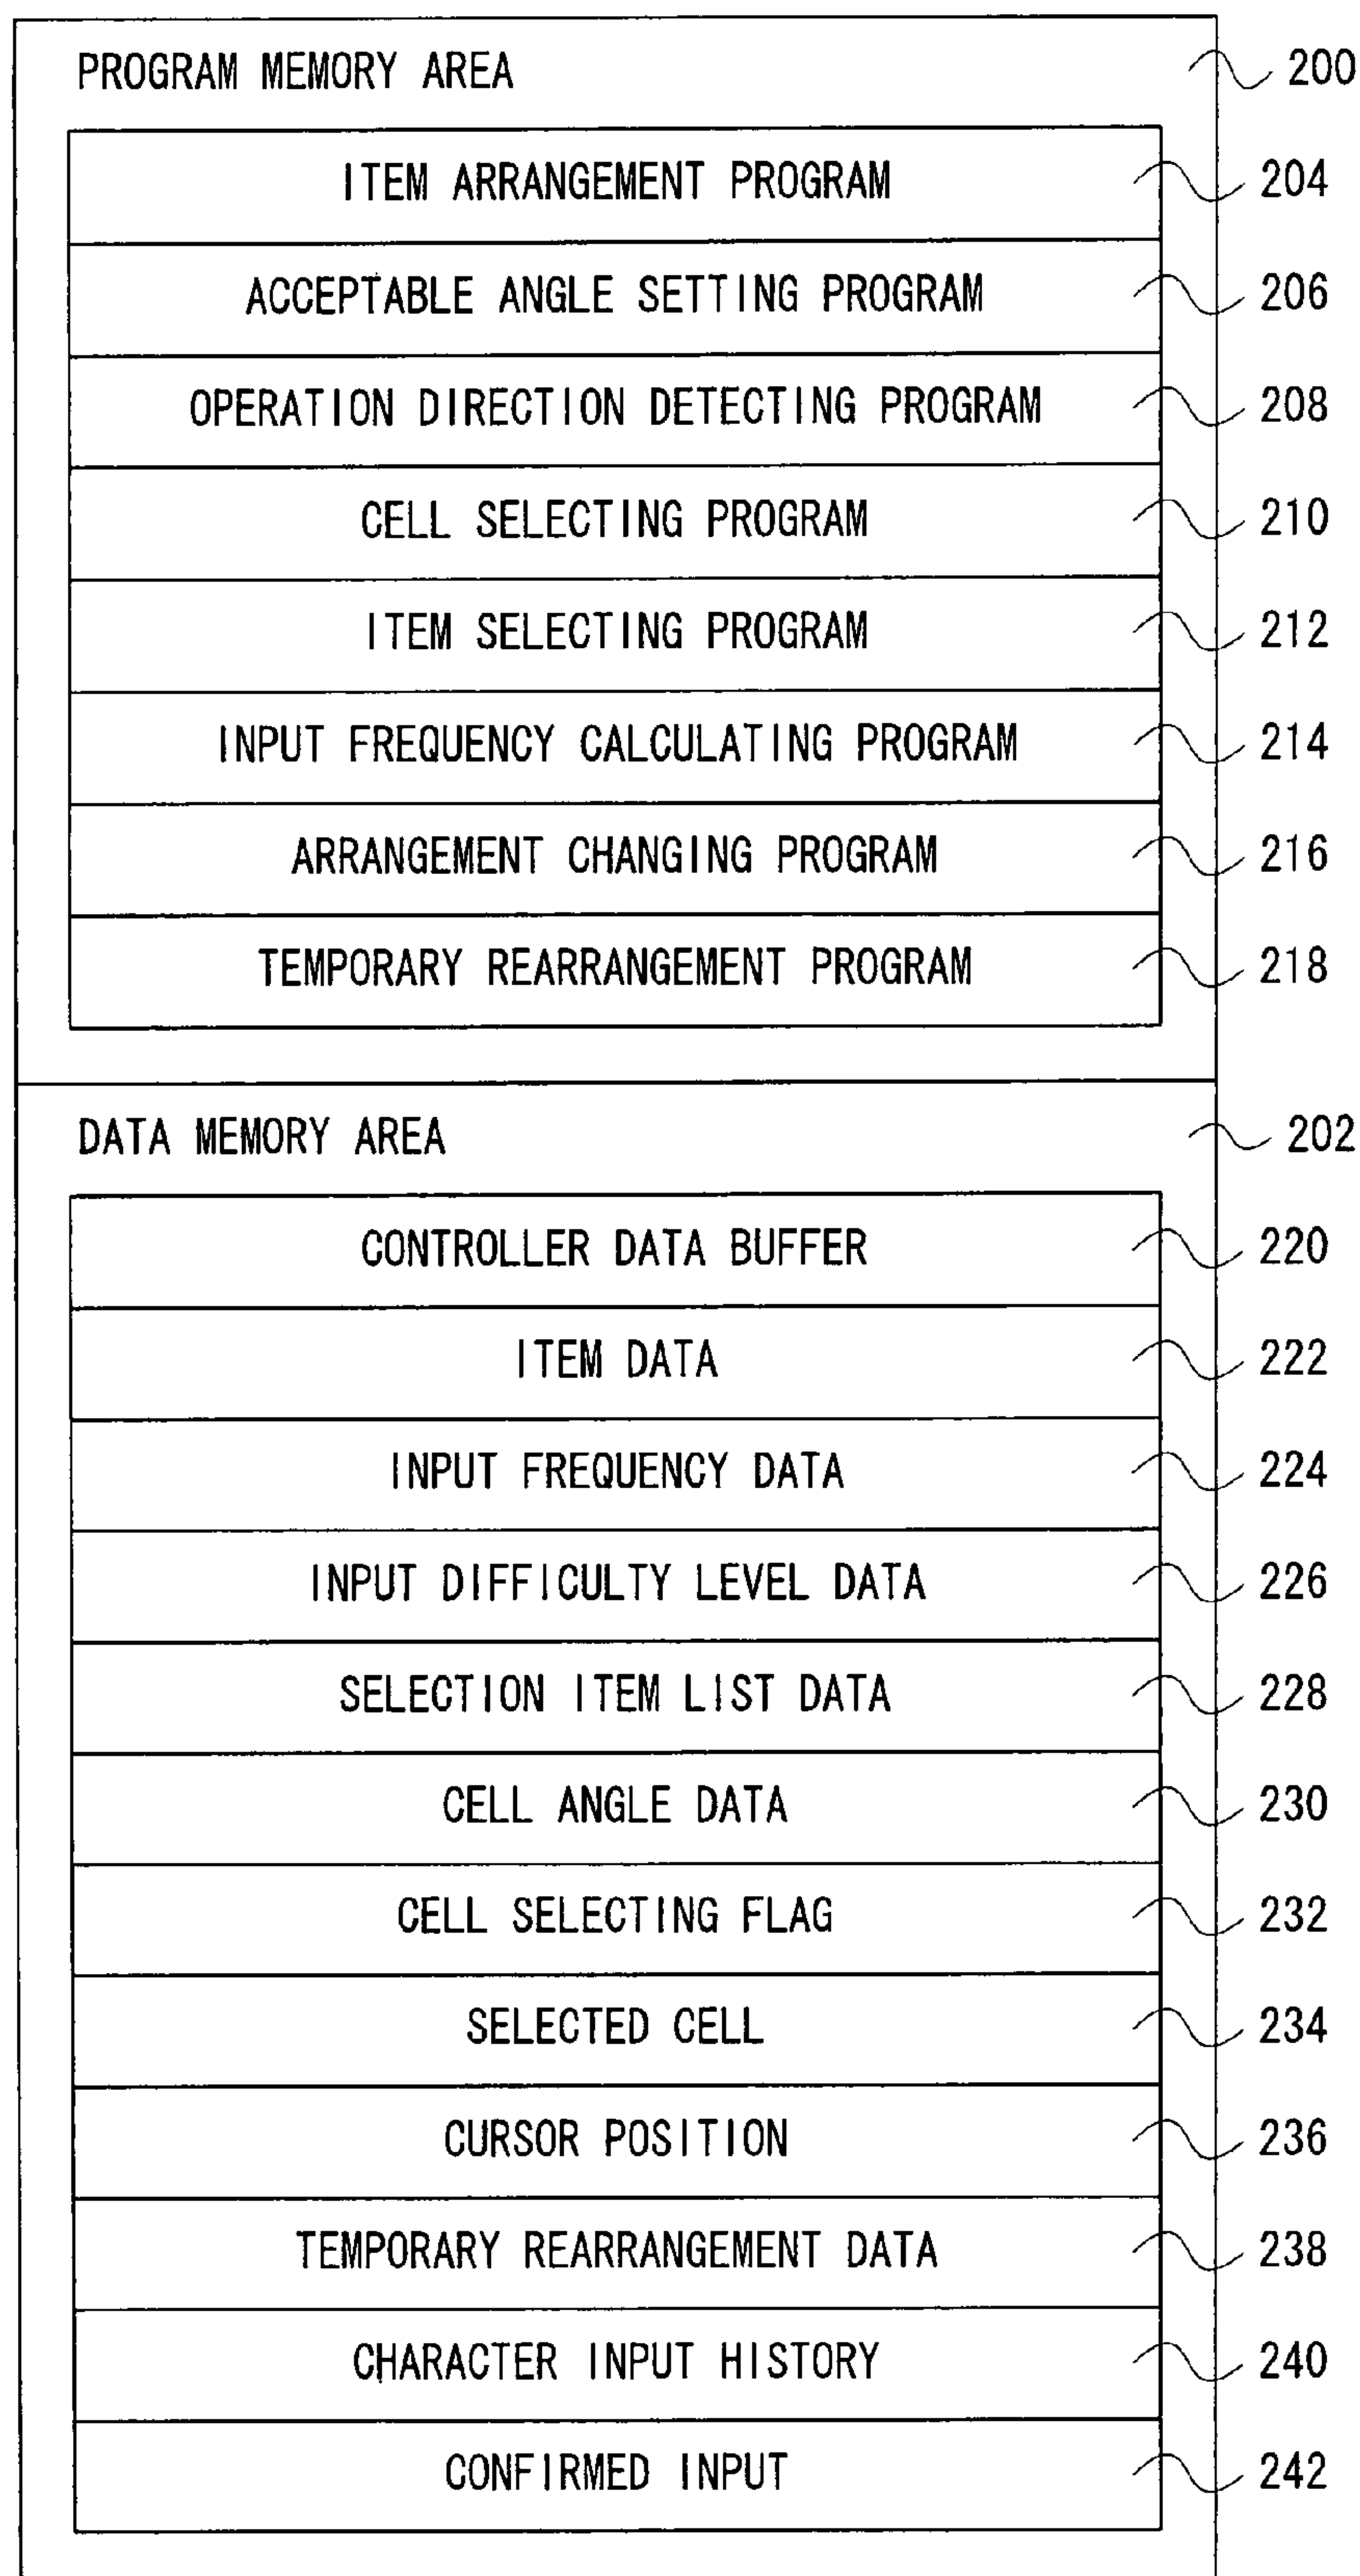 PROGRAM MEMORY AREA 200
ITEM ARRANGEMENT PROGRAM 204
ACCEPTABLE ANGLE SETTING PROGRAM 206
OPERATION DIRECTION DETECTING PROGRAM 208
CELL SELECTING PROGRAM 210
ITEM SELECTING PROGRAM 212
INPUT FREQUENCY CALCULATING PROGRAM 214
ARRANGEMENT CHANGING PROGRAM 216
TEMPORARY REARRANGEMENT PROGRAM 218
DATA MEMORY AREA 202
CONTROLLER DATA BUFFER 220
ITEM DATA 222
INPUT FREQUENCY DATA 224
INPUT DIFFICULTY LEVEL DATA 226
SELECTION ITEM LIST DATA 228
CELL ANGLE DATA 230
CELL SELECTING FLAG 232
SELECTED CELL 234
CURSOR POSITION 236
TEMPORARY REARRANGEMENT DATA 238
CHARACTER INPUT HISTORY 240
CONFIRMED INPUT 242